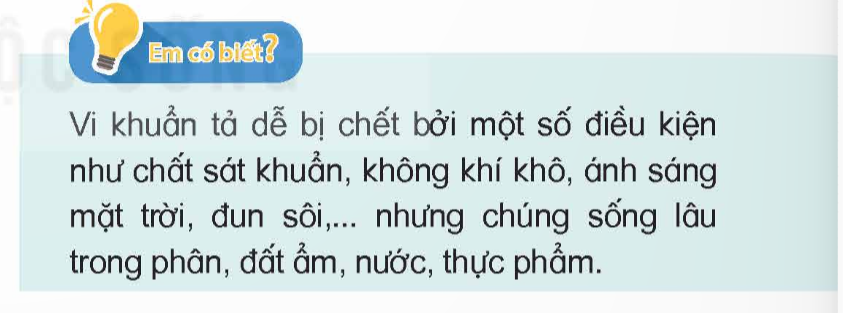 Em có biết?
Vi khuẩn tả dễ bị chết bởi một số điều kiện
như chất sát khuẩn, không khí khô, ánh sáng
mặt trời, đun sôi,... nhưng chúng sống lâu
trong phân, đất ẩm, nước, thực phẩm.